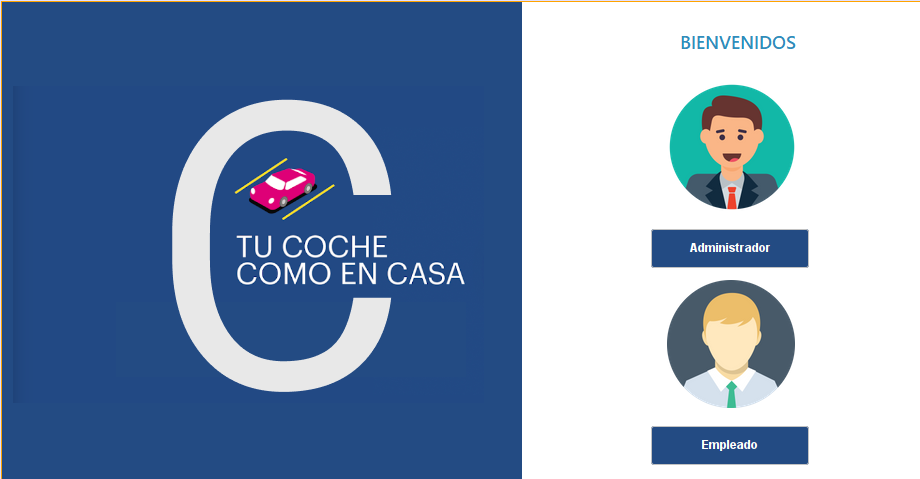 BIENVENIDOS
TU COCHE
COMO EN CASA
Administrador
Empleado